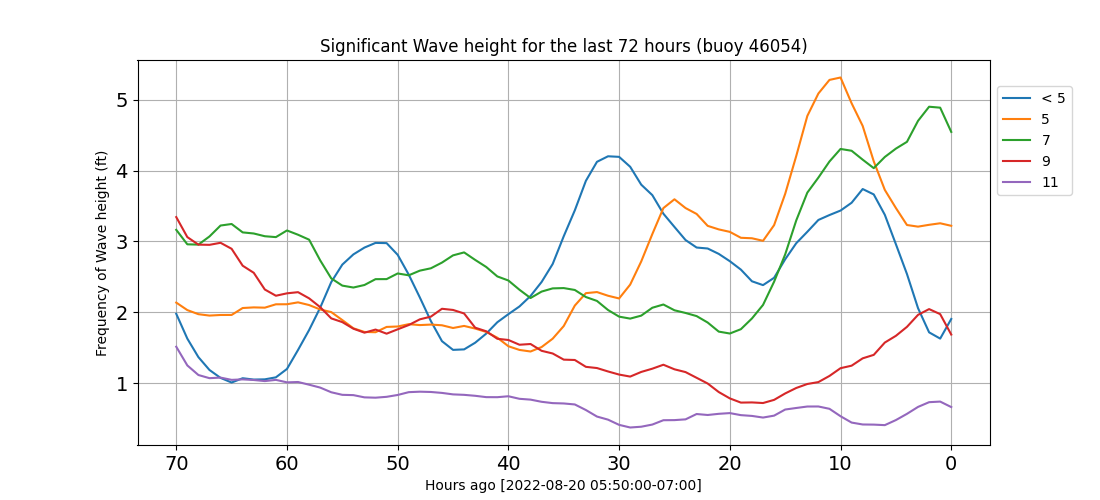 Significant Wave height for the last 72 hours (buoy 46054)
Frequency of Wave height (ft)
5
4
3
2
1
70 60 50 40 30 20 10 0
Hours ago [2022-08-20 05:50:00-07:00]
< 5
5
7
9
11